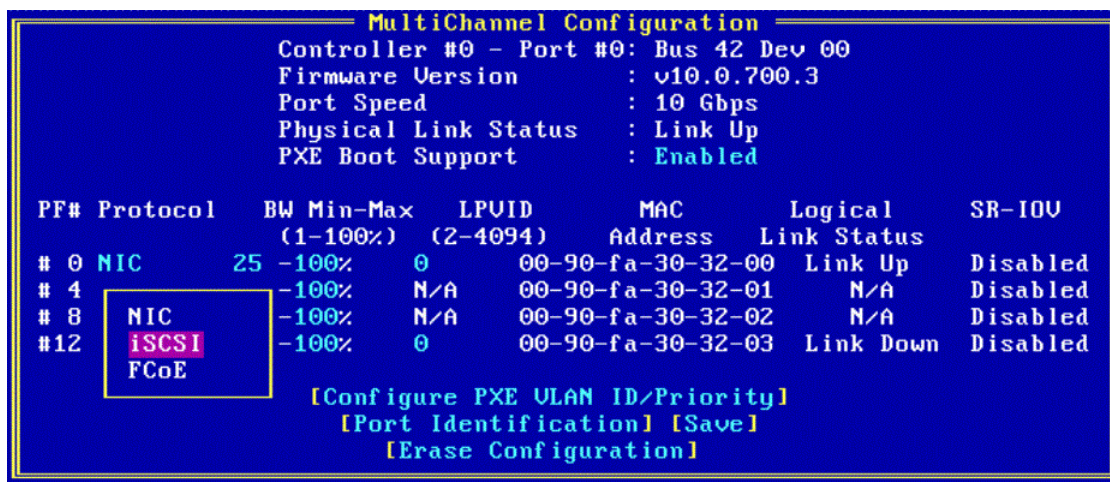 MultiChannel Configuration
Controller #0 - Port #0: Bus 42 Dev 00
Firmware Version : v10.0.700.3
Port Speed : 10 Gbps
Physical Link Status : Link Up
PXE Boot Support : Enabled
PF# Protocol BW Min-Max LPVID MAC Logical SR-IOV
(1-100%) (2-4094) Address Link Status
# 0 NIC 25 -100% 0 00-90-fa-30-32-00 Link Up Disabled
# 4 -100% N/A 00-90-fa-30-32-01 N/A Disabled
# 8 NIC -100% N/A 00-90-fa-30-32-02 N/A Disabled
#12 iSCSI -100% 0 00-90-fa-30-32-03 Link Down Disabled
FCoE
[Configure PXE VLAN ID/Priority]
[Port Identification] [Save]
[Erase Configuration]